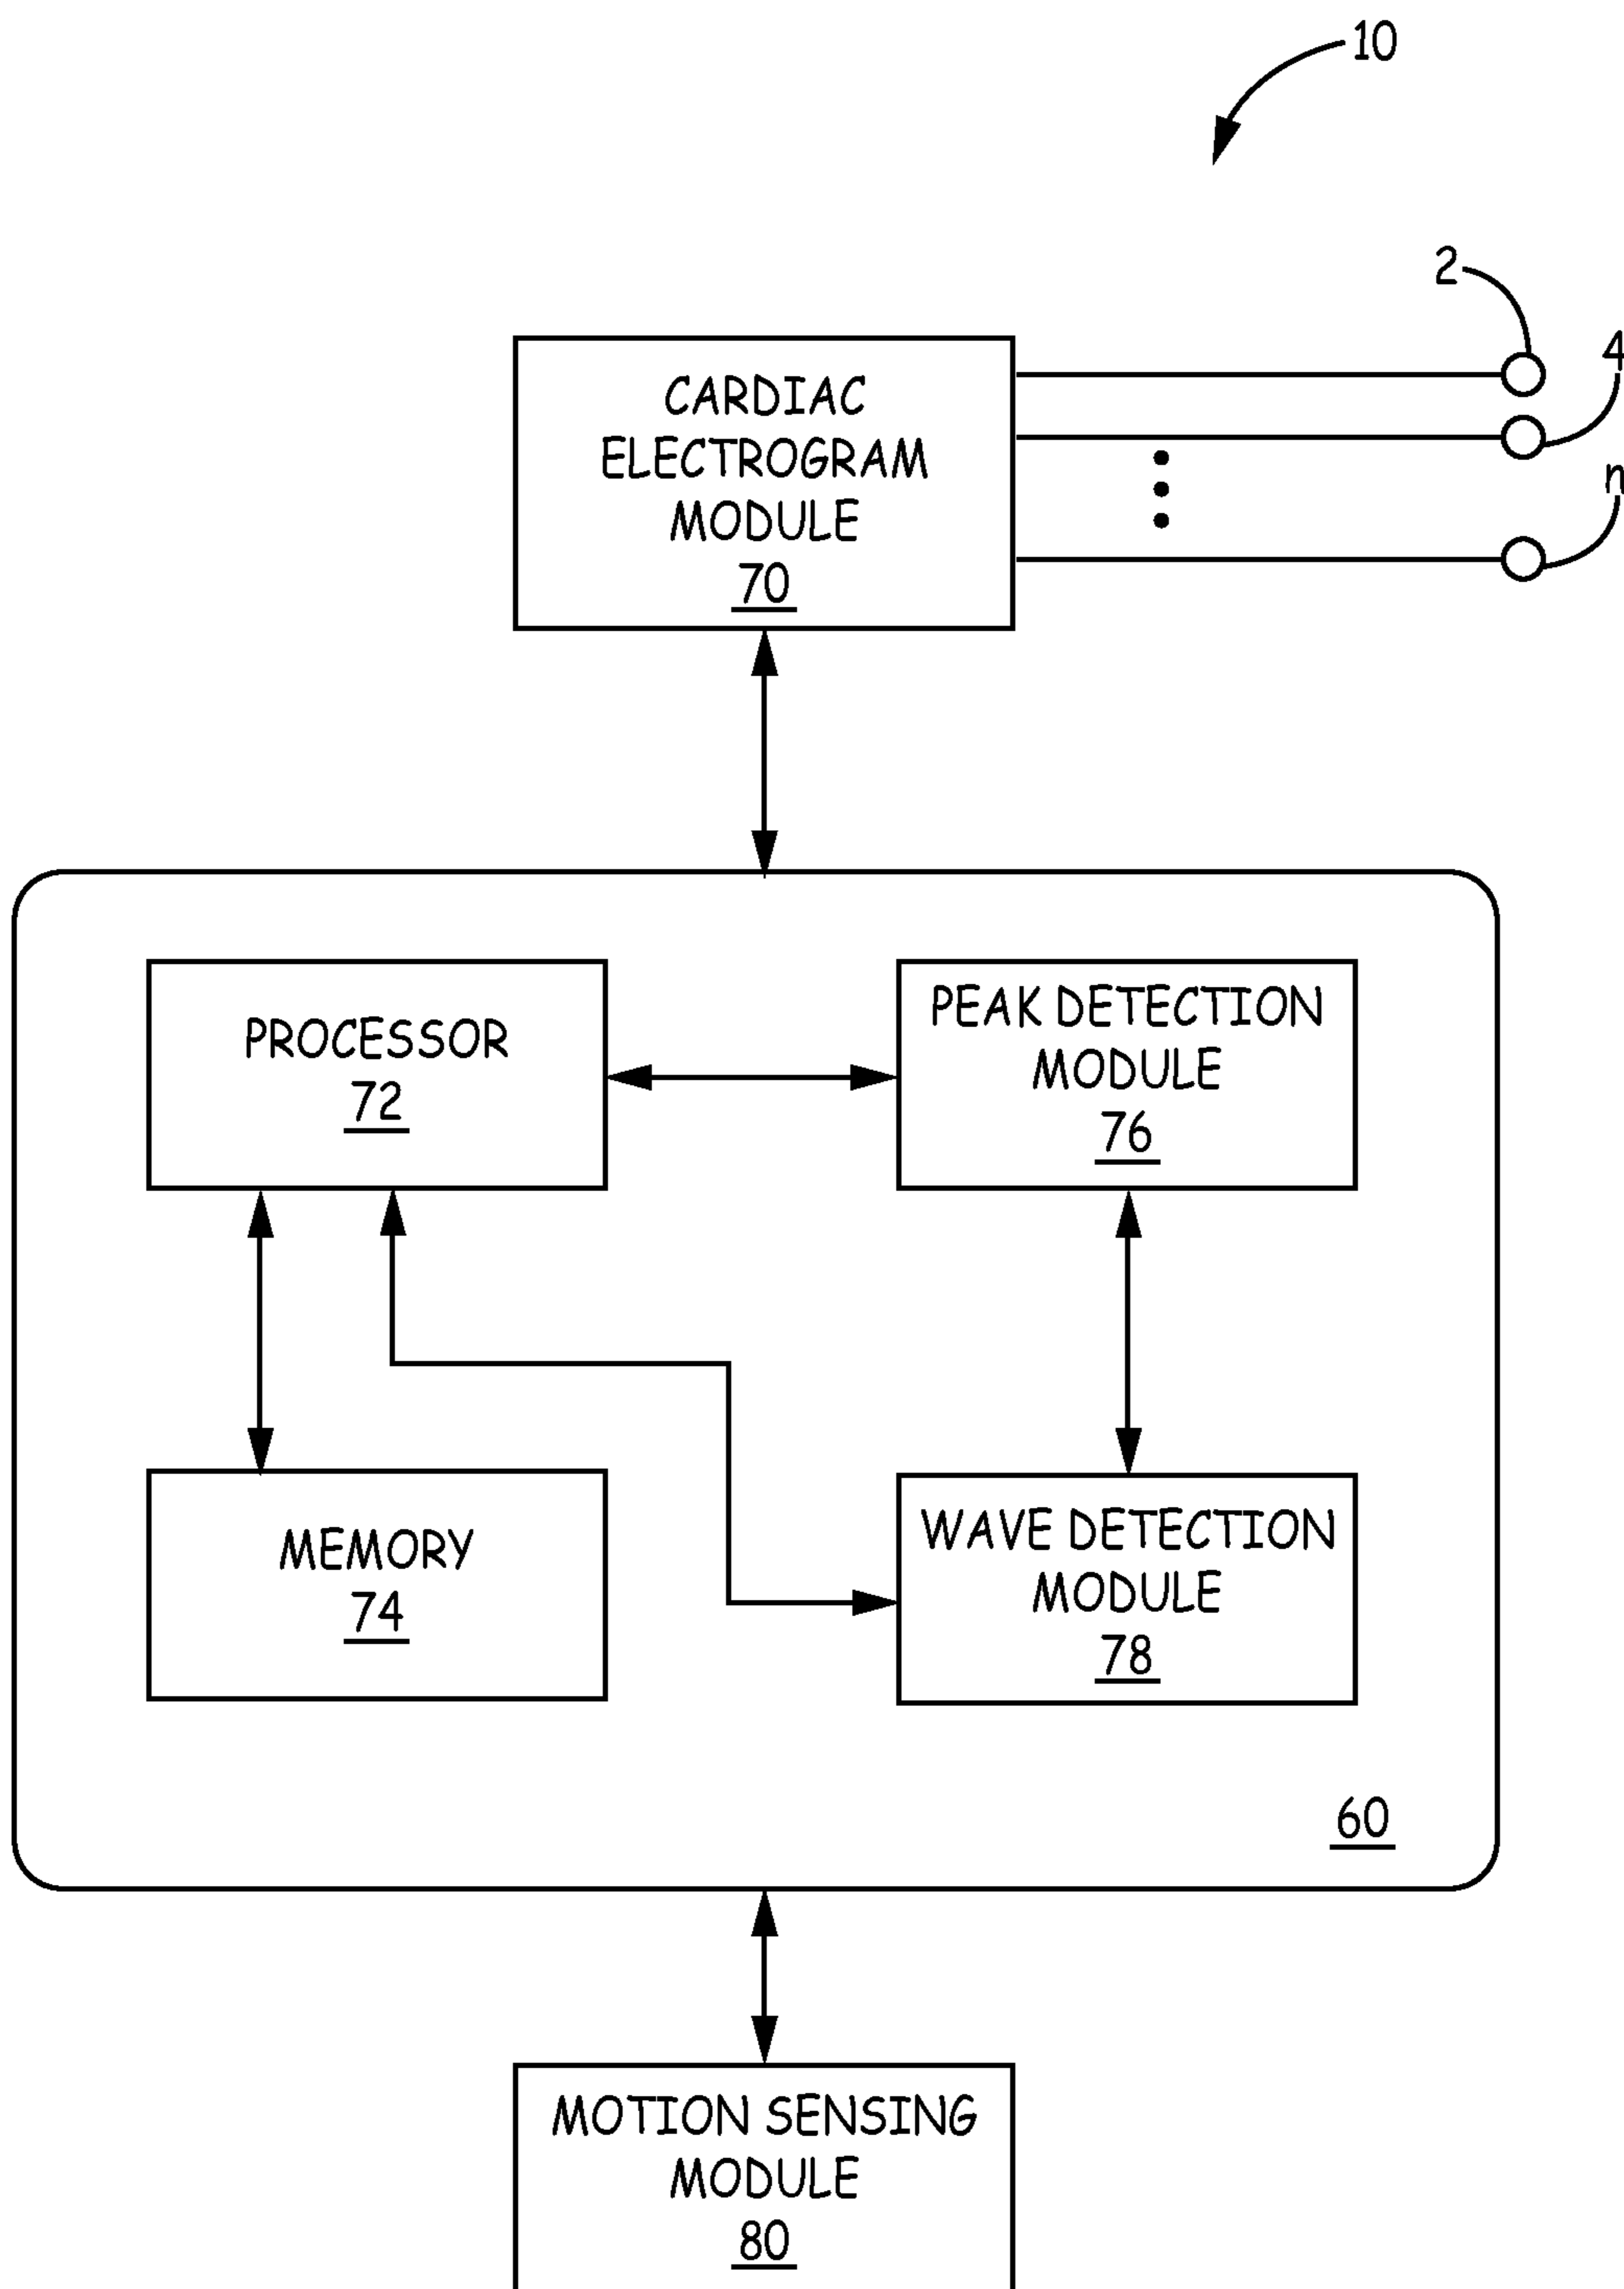 10
2
4
n
CARDIAC
ELECTROGRAM
MODULE
70
PROCESSOR
72
PEAK DETECTION
MODULE
76
MEMORY
74
WAVE DETECTION
MODULE
78
60
MOTION SENSING
MODULE
80